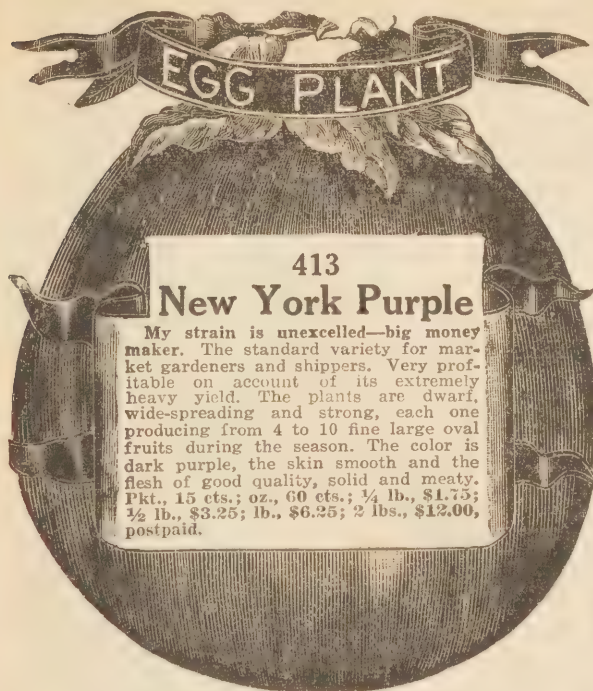 EGG PLANT
413
New York Purple
My strain is unexcelled—big money
maker. The standard variety for mar-
ket gardeners and shippers. Very prof-
itable on account of its extremely
heavy yield. The plants are dwarf,
wide-spreading and strong, each one
producing from 4 to 10 fine large oval
fruits during the season. The color is
dark purple, the skin smooth and the
flesh of good quality, solid and meaty.
Pkt., 15 cts.; oz., 60 cts.; ¼ lb., $1.75;
½ lb., $3.25; lb., $6.25; 2 lbs., $12.00,
postpaid.